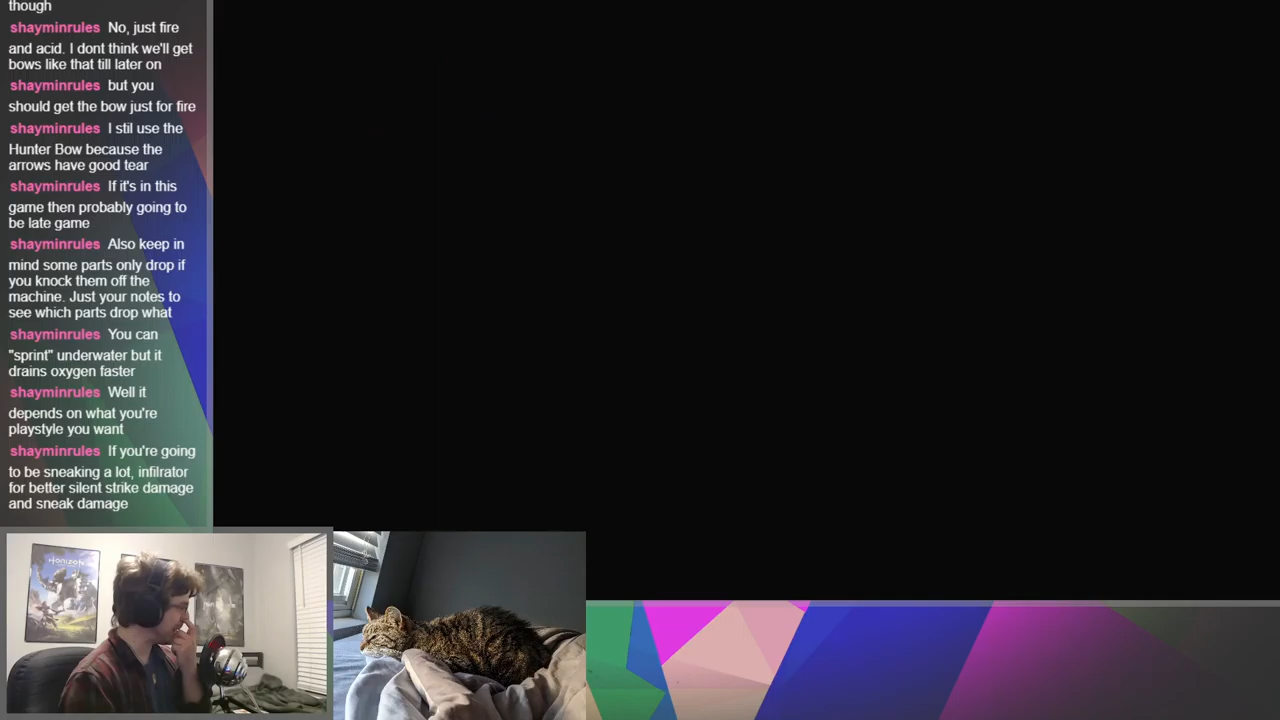 though
shayminrules No, just fire
and acid. I dont think we'll get
bows like that till later on
shayminrules but you
should get the bow just for fire
shayminrules I stil use the
Hunter Bow because the
arrows have good tear
shayminrules If it's in this
game then probably going to
be late game
shayminrules Also keep in
mind some parts only drop if
you knock them off the
machine. Just your notes to
see which parts drop what
shayminrules You can
"sprint" underwater but it
drains oxygen faster
shayminrules Well it
depends on what you're
playstyle you want
shayminrules If you're going
to be sneaking a lot, infilrator
for better silent strike damage
and sneak damage
HORIZON